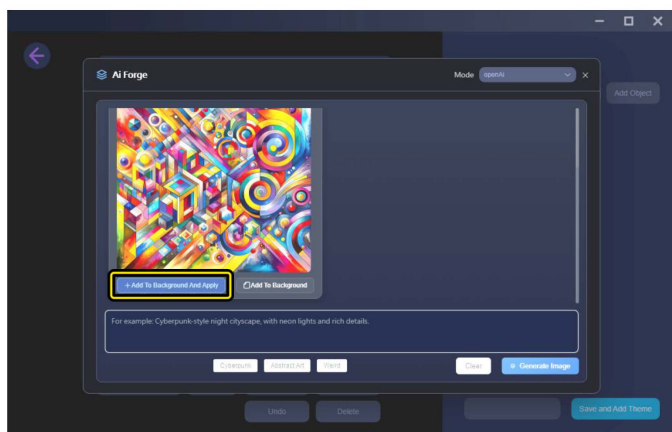 Ai Forge
Mode
openAi
Add Object
+ Add To Background And Apply
Add To Background
For example: Cyberpunk-style night cityscape, with neon lights and rich details.
Cyberpunk
Abstract Art
Clear
Generate Image
Undo
Delete
Save and Add Theme